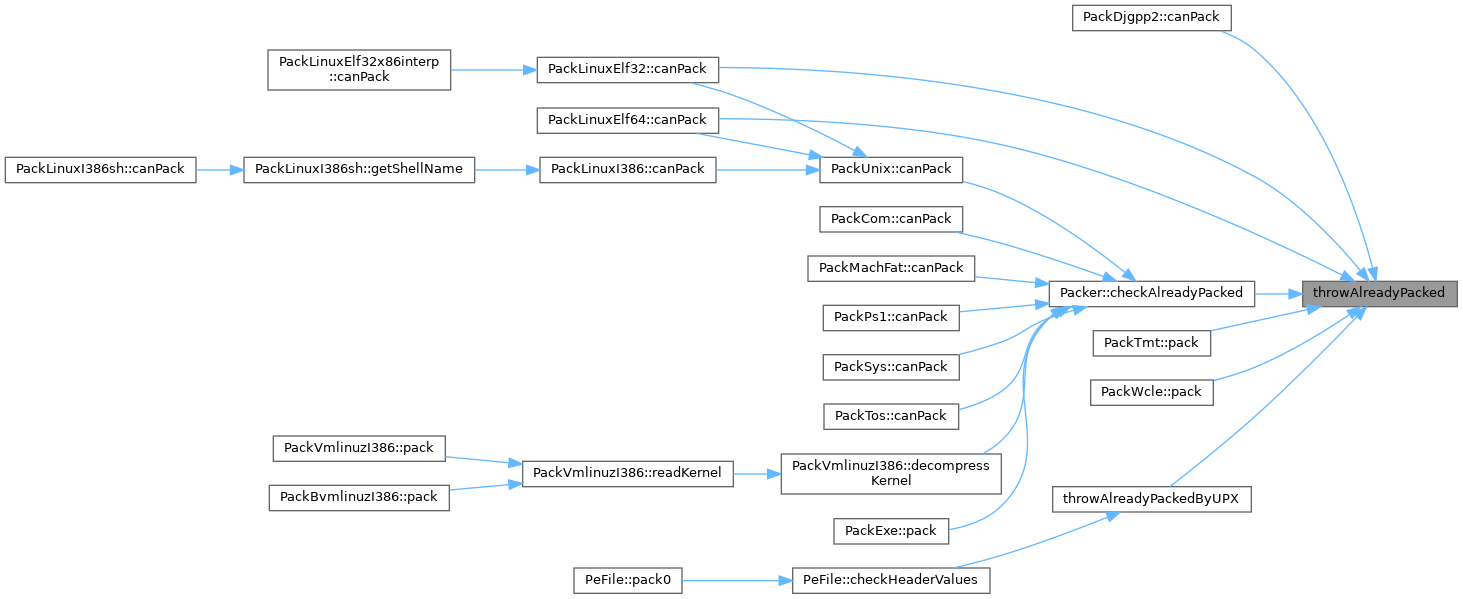 PackDjgpp2::canPack
PackLinuxElf32x86interp
::canPack
PackLinuxElf32::canPack
PackLinuxElf64::canPack
PackLinuxI386sh::canPack
PackLinuxI386sh::getShellName
PackLinuxI386::canPack
PackUnix::canPack
PackCom::canPack
PackMachFat::canPack
Packer::checkAlreadyPacked
throwAlreadyPacked
PackPs1::canPack
PackTmt::pack
PackSys::canPack
PackWcle::pack
PackTos::canPack
PackVmlinuzI386::pack
PackVmlinuzI386::readKernel
PackVmlinuzI386::decompress
Kernel
PackBvmlinuzI386::pack
throwAlreadyPackedByUPX
PackExe::pack
PeFile::pack0
PeFile::checkHeaderValues